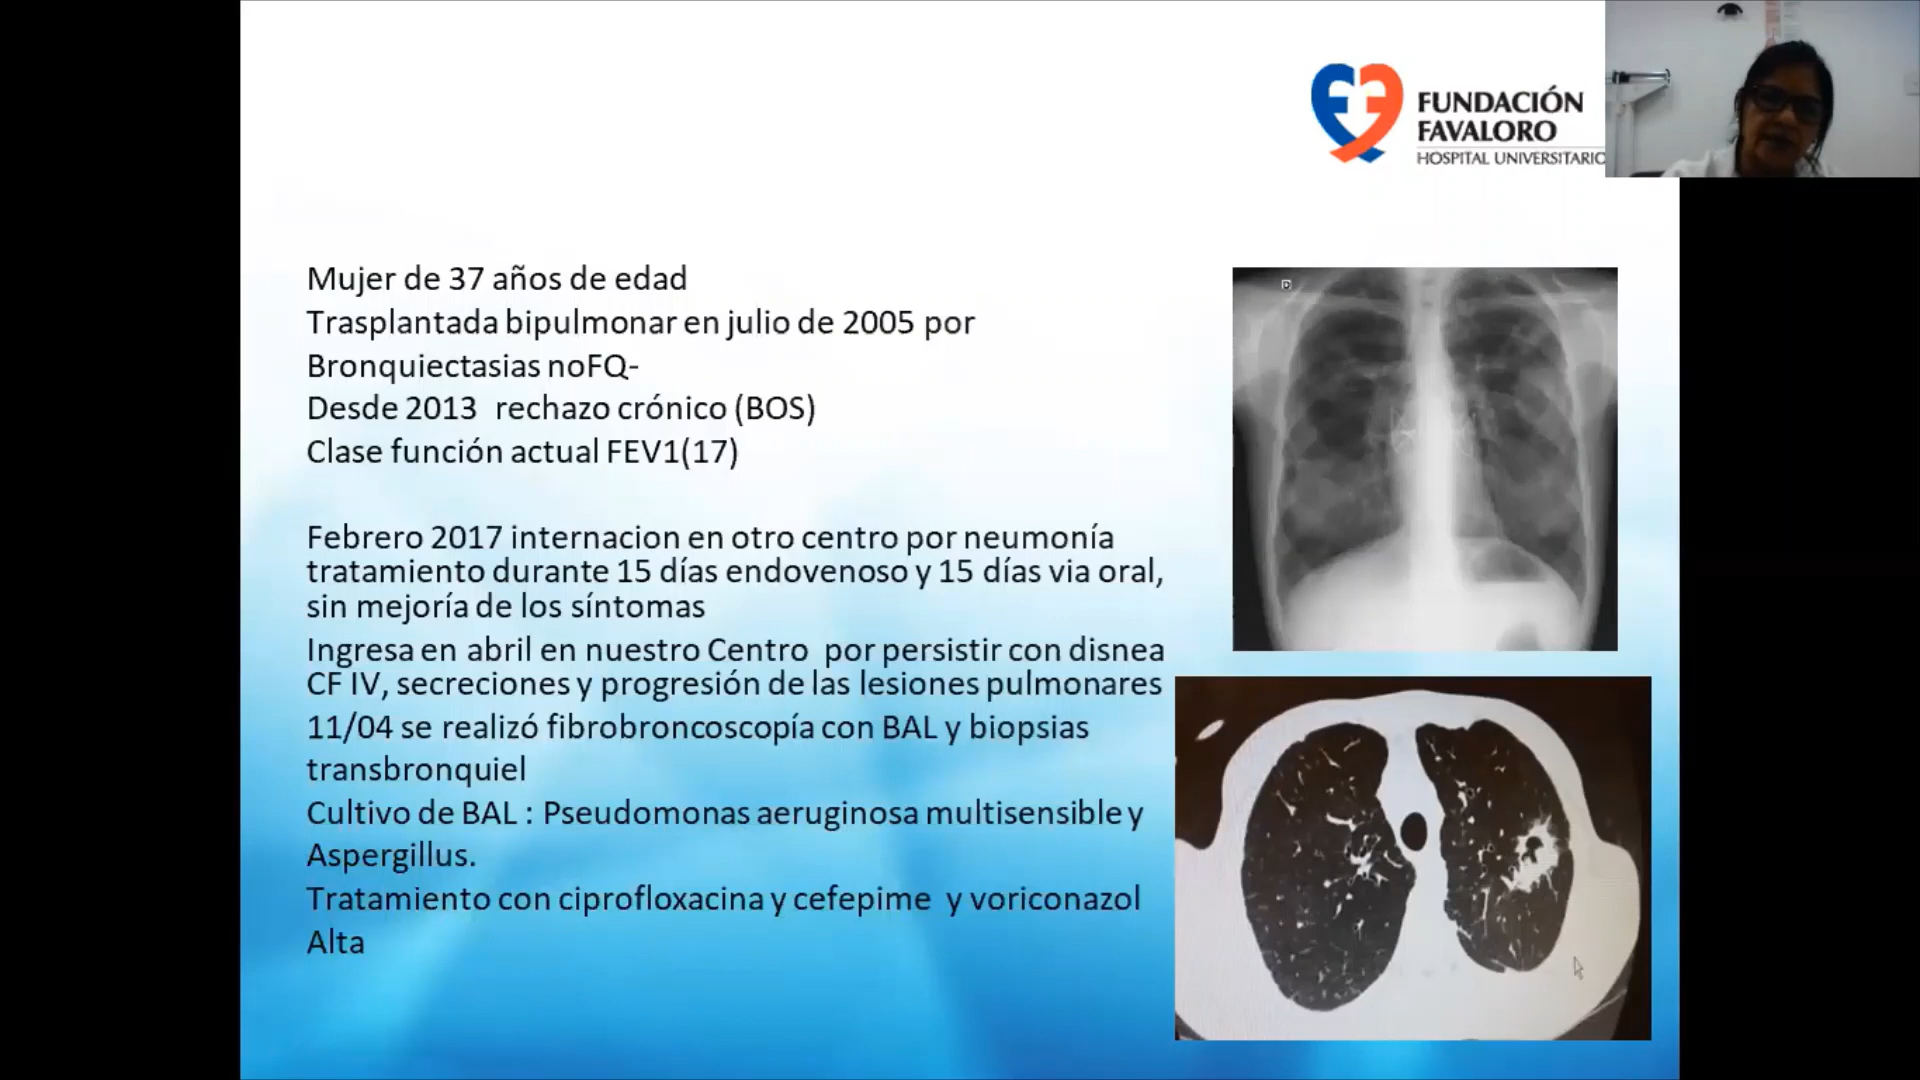 FUNDACIÓN
FAVALORO
HOSPITAL UNIVERSITARIO
Mujer de 37 años de edad
Trasplantada bipulmonar en julio de 2005 por
Bronquiectasias noFQ-
Desde 2013 rechazo crónico (BOS)
Clase función actual FEV1(17)
Febrero 2017 internacion en otro centro por neumonía
tratamiento durante 15 días endovenoso y 15 días via oral,
sin mejoría de los síntomas
Ingresa en abril en nuestro Centro por persistir con disnea
CF IV, secreciones y progresión de las lesiones pulmonares
11/04 se realizó fibrobroncoscopía con BAL y biopsias
transbronquiel
Cultivo de BAL : Pseudomonas aeruginosa multisensible y
Aspergillus.
Tratamiento con ciprofloxacina y cefepime y voriconazol
Alta
D